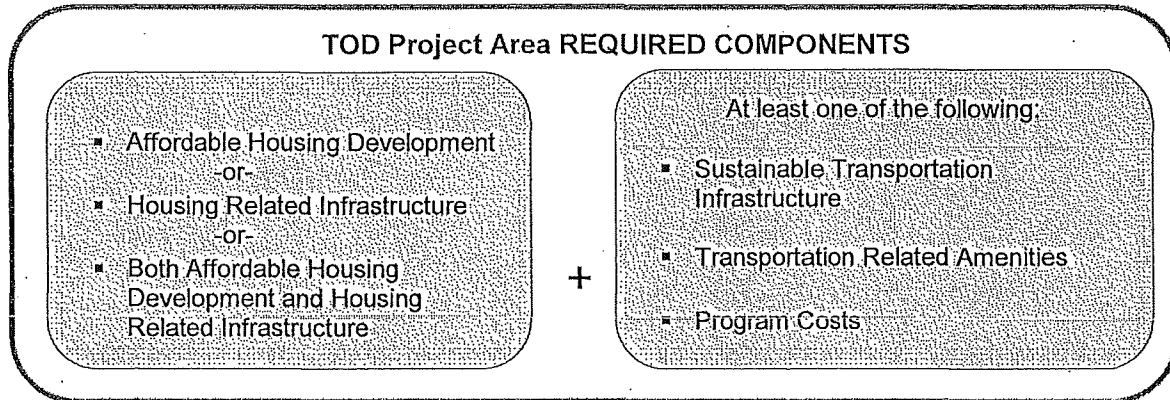 TOD Project Area REQUIRED COMPONENTS
▪ Affordable Housing Development
-or-
▪ Housing Related Infrastructure
-or-
▪ Both Affordable Housing
Development and Housing
Related Infrastructure
+
At least one of the following:
▪ Sustainable Transportation
Infrastructure
▪ Transportation Related Amenities
▪ Program Costs